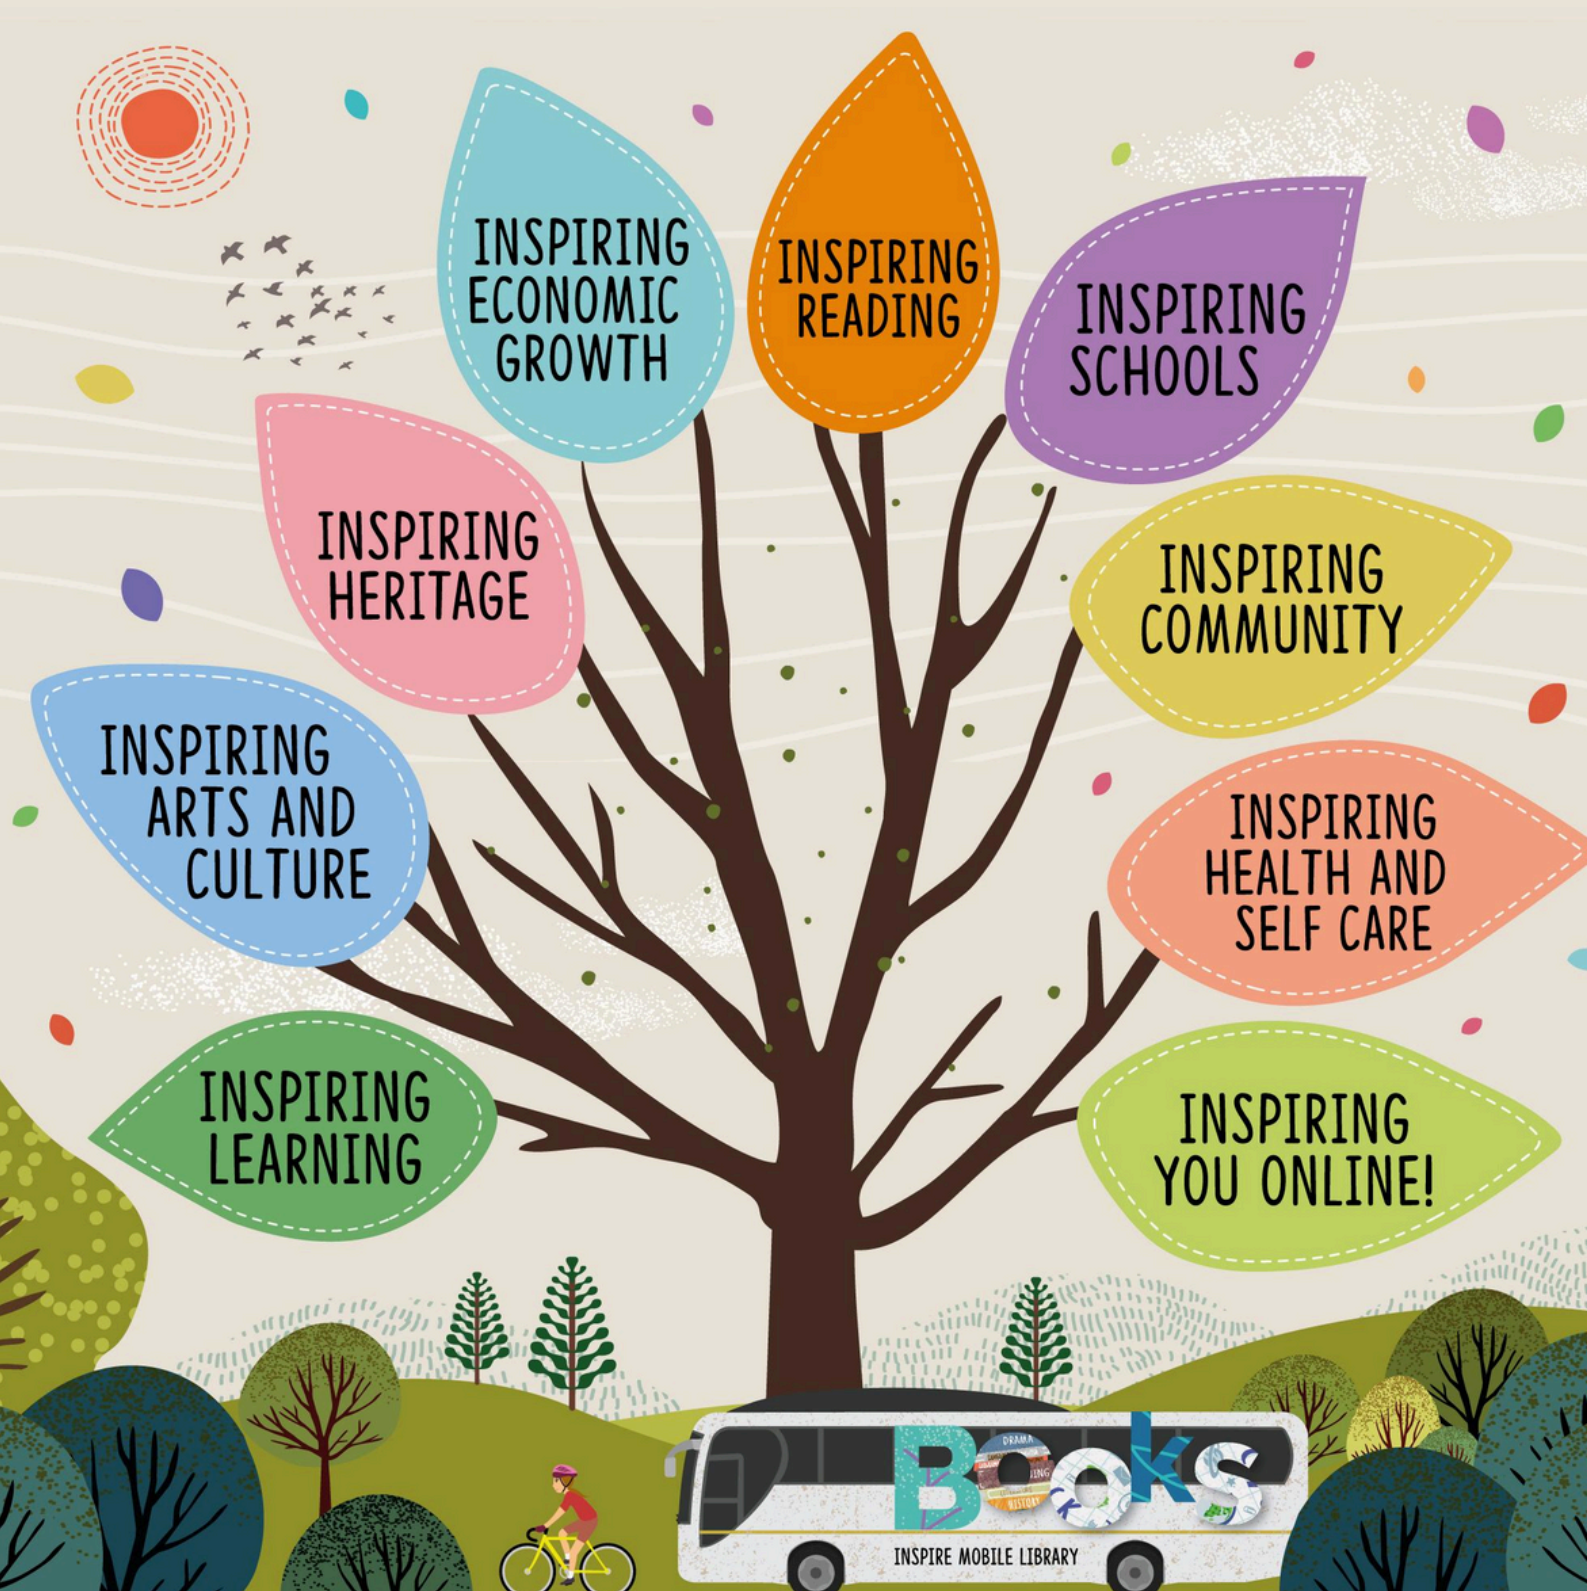 INSPIRING
ECONOMIC
GROWTH
INSPIRING
READING
INSPIRING
SCHOOLS
INSPIRING
HERITAGE
INSPIRING
COMMUNITY
INSPIRING
ARTS AND
CULTURE
INSPIRING
HEALTH AND
SELF CARE
INSPIRING
LEARNING
INSPIRING
YOU ONLINE!
Books
DRAMA
HISTORY
INSPIRE MOBILE LIBRARY